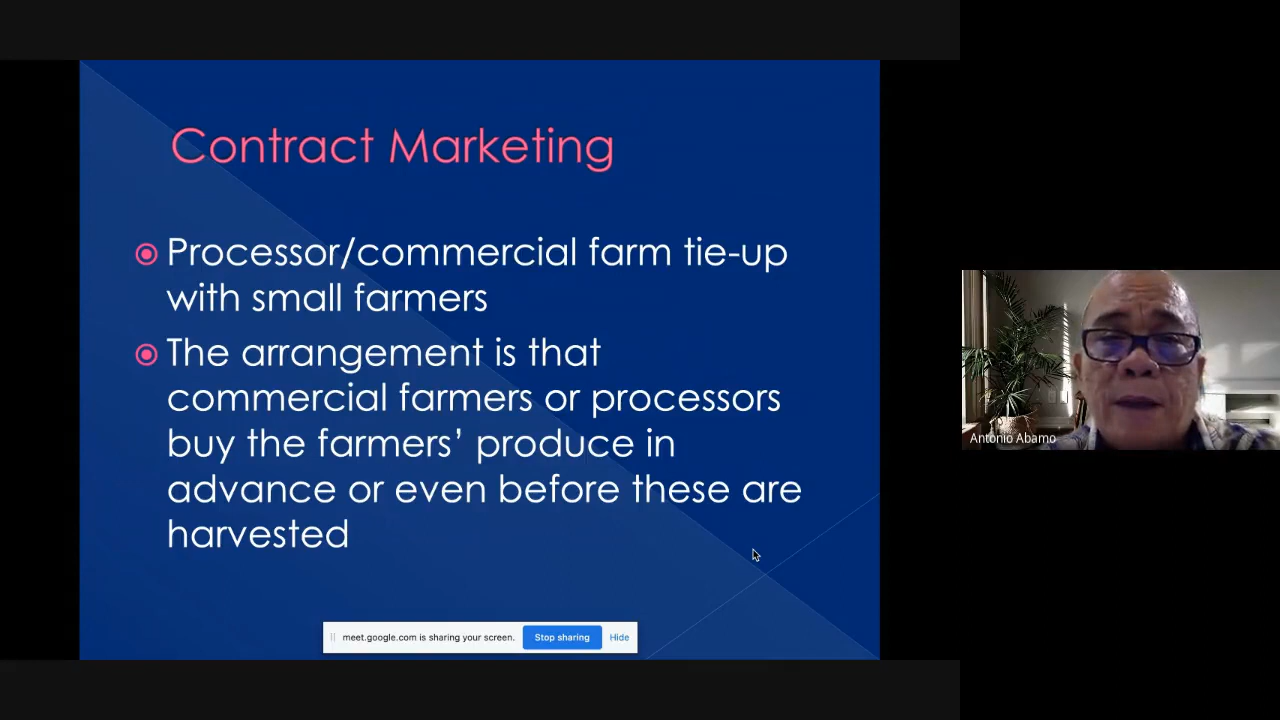 Contract Marketing
Processor/commercial farm tie-up
with small farmers
The arrangement is that
commercial farmers or processors
buy the farmers’ produce in
advance or even before these are
harvested
meet.google.com is sharing your screen. Stop sharing Hide
Antonio Abamo